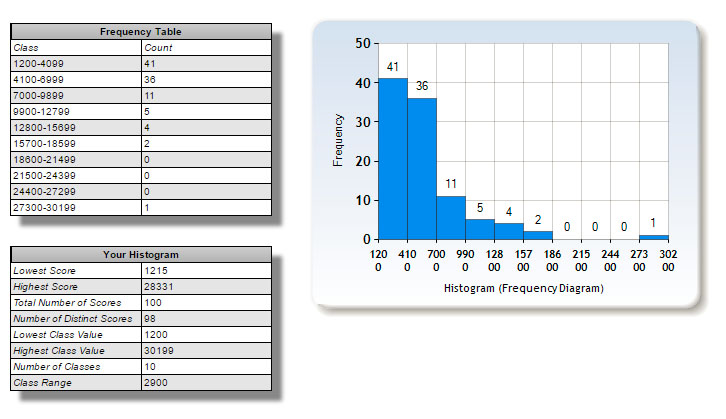 Frequency Table
Class Count
1200-4099 41
4100-6999 36
7000-9899 11
9900-12799 5
12800-15699 4
15700-18599 2
18600-21499 0
21500-24399 0
24400-27299 0
27300-30199 1
Your Histogram
Lowest Score 1215
Highest Score 28331
Total Number of Scores 100
Number of Distinct Scores 98
Lowest Class Value 1200
Highest Class Value 30199
Number of Classes 10
Class Range 2900
Frequency
50
40
30
20
10
0
41 36 11 5 4 2 0 0 0 1
120 410 700 990 128 157 186 215 244 273 302
0 0 0 0 00 00 00 00 00 00 00
Histogram (Frequency Diagram)